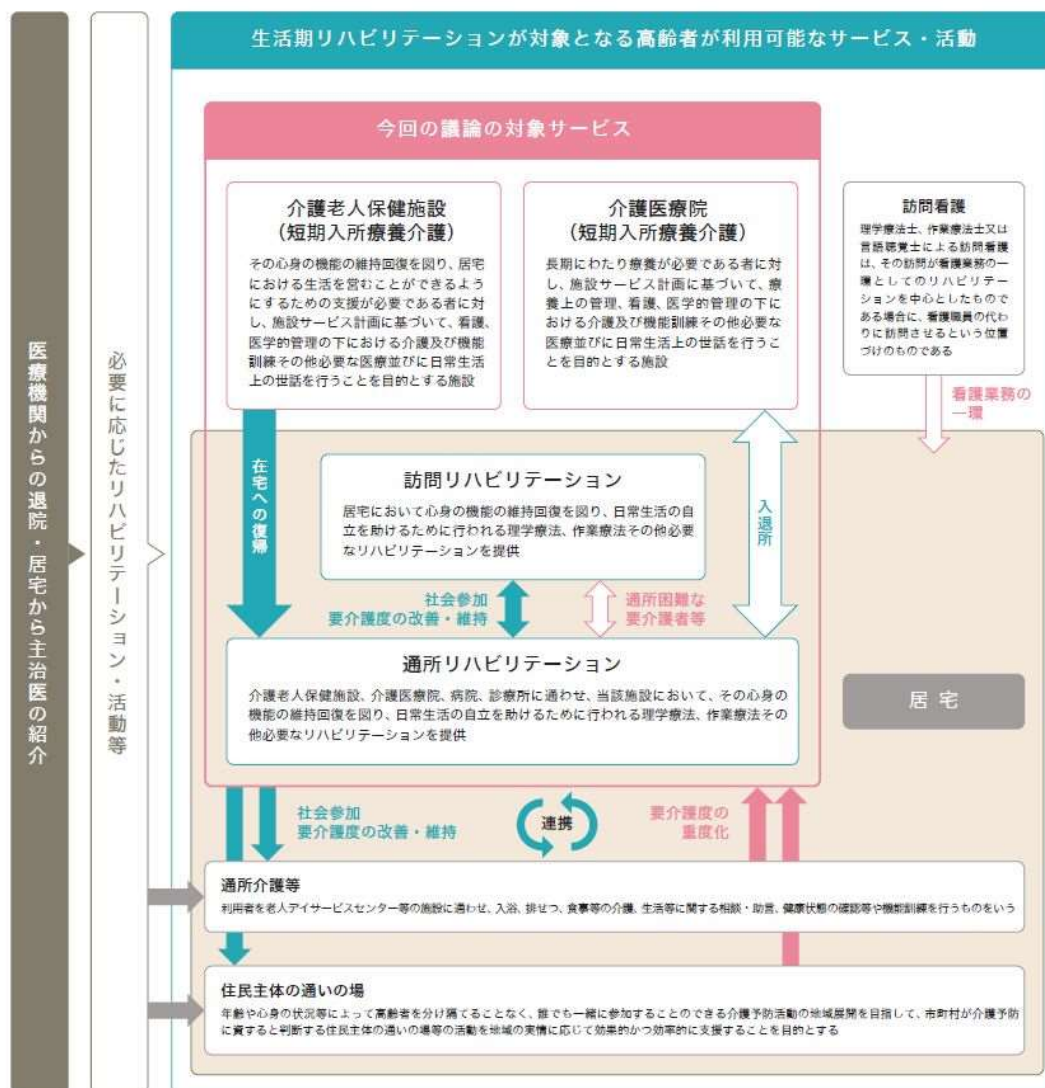 医療機関からの退院・居宅から主治医の紹介
必要に応じたリハビリテーション・活動等
生活期リハビリテーションが対象となる高齢者が利用可能なサービス・活動
今回の議論の対象サービス
介護老人保健施設
(短期入所療養介護)
その心身の機能の維持回復を図り、居宅
における生活を営むことができるよう
にするための支援が必要である者に対
し、施設サービス計画に基づいて、看護、
医学的管理の下における介護及び機能
訓練その他必要な医療並びに日常生活
上の世話を行うことを目的とする施設
介護医療院
(短期入所療養介護)
長期にわたり療養が必要である者に対
し、施設サービス計画に基づいて、療
養上の管理、看護、医学的管理の下に
おける介護及び機能訓練その他必要な
医療並びに日常生活上の世話を行うこ
とを目的とする施設
訪問看護
理学療法士、作業療法士又は
言語聴覚士による訪問看護
は、その訪問が看護業務の一
環としてのリハビリテー
ションを中心としたもので
ある場合に、看護職員の代わ
りに訪問させるという位置
づけのものである
看護業務の
一環
在宅への復帰
訪問リハビリテーション
居宅において心身の機能の維持回復を図り、日常生活の自
立を助けるために行われる理学療法、作業療法その他必要
なリハビリテーションを提供
入退所
社会参加
要介護度の改善・維持
通所困難な
要介護者等
通所リハビリテーション
介護老人保健施設、介護医療院、病院、診療所に通わせ、当該施設において、その心身の
機能の維持回復を図り、日常生活の自立を助けるために行われる理学療法、作業療法その
他必要なリハビリテーションを提供
居宅
社会参加
要介護度の改善・維持
連携
要介護度の
重度化
通所介護等
利用者を老人デイサービスセンター等の施設に通わせ、入浴、排せつ、食事等の介護、生活等に関する相談・助言、健康状態の確認等や機能訓練を行うものをいう
住民主体の通いの場
年齢や心身の状況等によって高齢者を分け隔てることなく、誰でも一緒に参加することのできる介護予防活動の地域展開を目指して、市町村が介護予防
に資すると判断する住民主体の通いの場等の活動を地域の実情に応じて効果的かつ効率的に支援することを目的とする